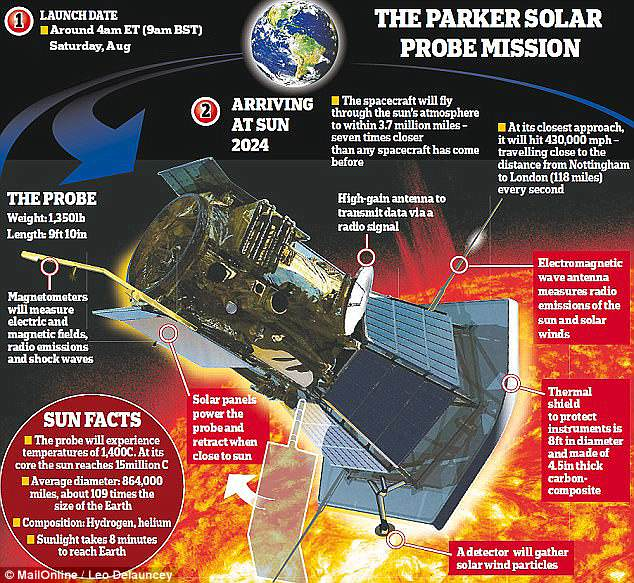 THE PARKER SOLAR
PROBE MISSION
1
LAUNCH DATE
Around 4am ET (9am BST)
Saturday, Aug
2
ARRIVING
AT SUN
2024
The spacecraft will fly
through the sun's atmosphere
to within 3.7 million miles –
seven times closer
than any spacecraft has come
before
At its closest approach,
it will hit 430,000 mph –
travelling close to the
distance from Nottingham
to London (118 miles)
every second
THE PROBE
Weight: 1,350lb
Length: 9ft 10in
High-gain antenna to
transmit data via a
radio signal
Electromagnetic
wave antenna
measures radio
emissions of the
sun and solar
winds
Magnetometers
will measure
electric and
magnetic fields,
radio emissions
and shock waves
Solar panels
power the
probe and
retract when
close to sun
Thermal
shield
to protect
instruments is
8ft in diameter
and made of
4.5in thick
carbon-
composite
SUN FACTS
The probe will experience
temperatures of 1,400C. At its
core the sun reaches 15million C
Average diameter: 864,000
miles, about 109 times the
size of the Earth
Composition: Hydrogen, helium
Sunlight takes 8 minutes
to reach Earth
A detector will gather
solar wind particles
© MailOnline / Leo Delauncey